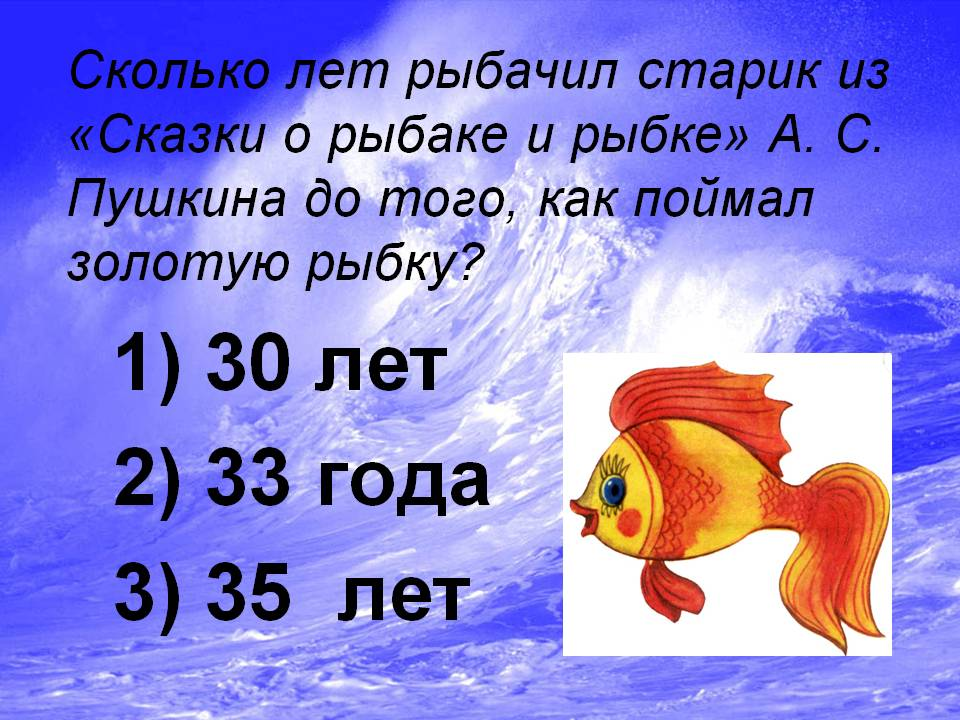 Сколько лет рыбачил старик из
«Сказки о рыбаке и рыбке» А. С.
Пушкина до того, как поймал
золотую рыбку?
1) 30 лет
2) 33 года
3) 35 лет